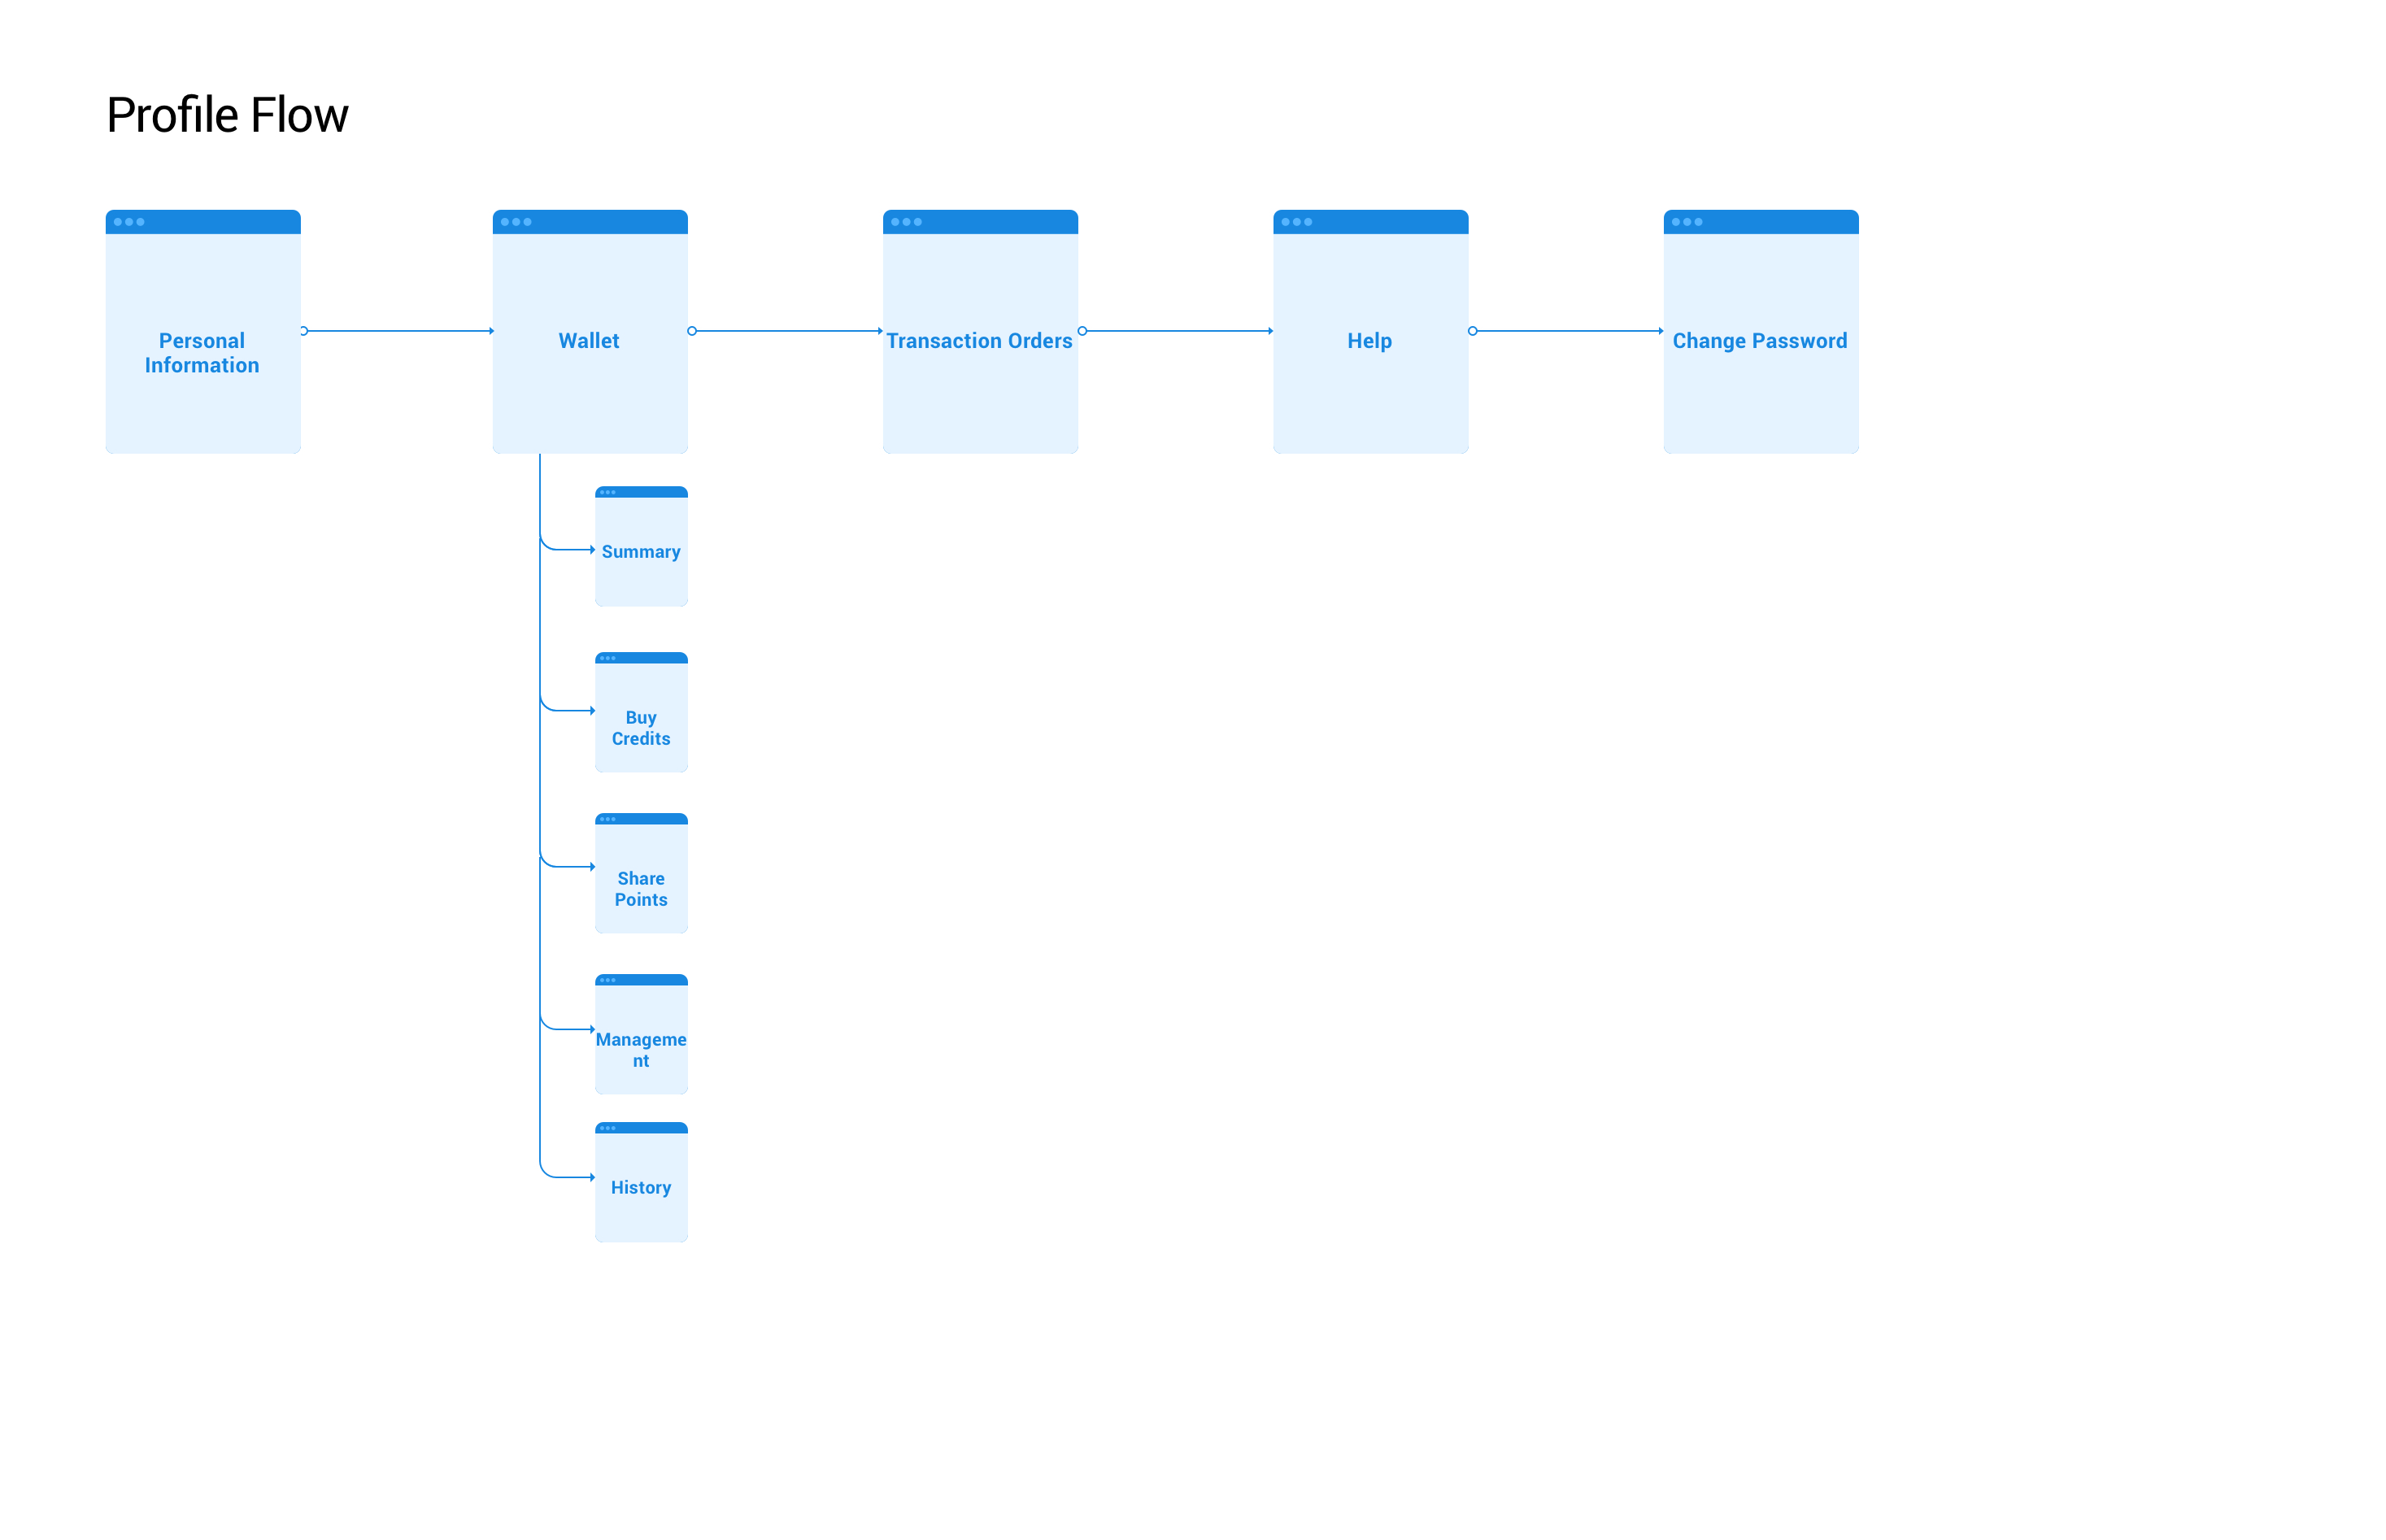 Profile Flow
Personal
Information
Wallet
Transaction Orders
Help
Change Password
Summary
Buy
Credits
Share
Points
Manageme
nt
History